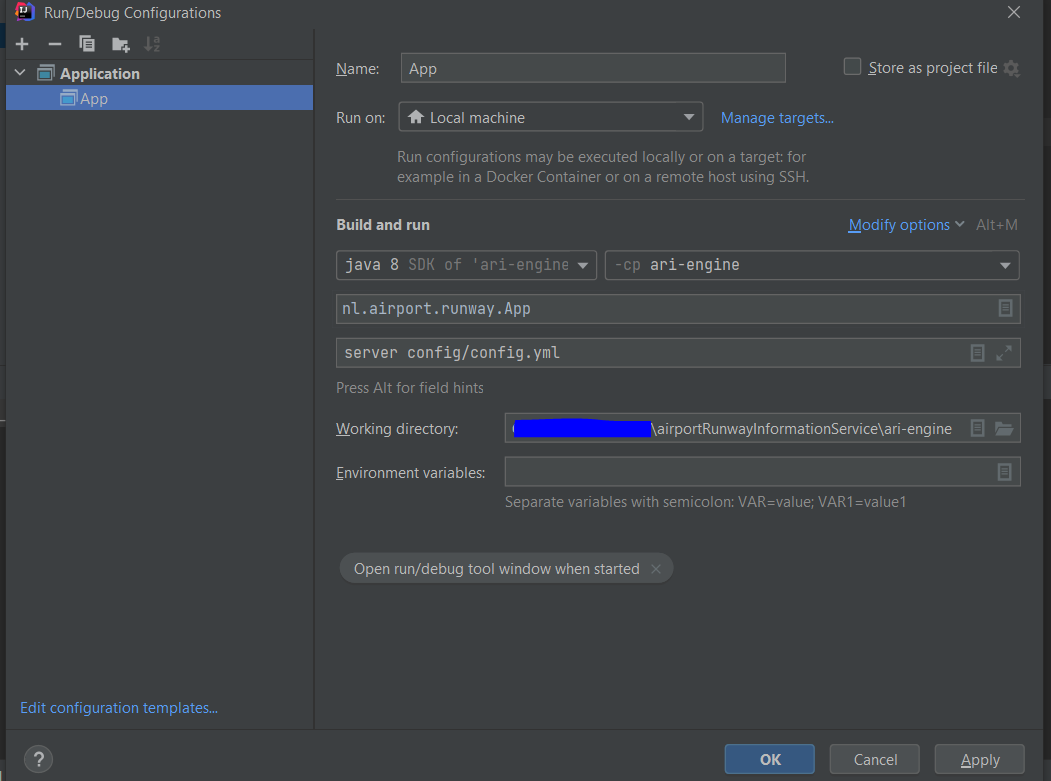 Run/Debug Configurations
Application
App
Name: App
Store as project file
Run on: Local machine
Manage targets...
Run configurations may be executed locally or on a target: for
example in a Docker Container or on a remote host using SSH.
Build and run
Modify options Alt+M
java 8 SDK of 'ari-engine
-cp ari-engine
nl.airport.runway.App
server config/config.yml
Press Alt for field hints
Working directory: \airportRunwayInformationService\ari-engine
Environment variables:
Separate variables with semicolon: VAR=value; VAR1=value1
Open run/debug tool window when started
Edit configuration templates...
?
OK
Cancel
Apply